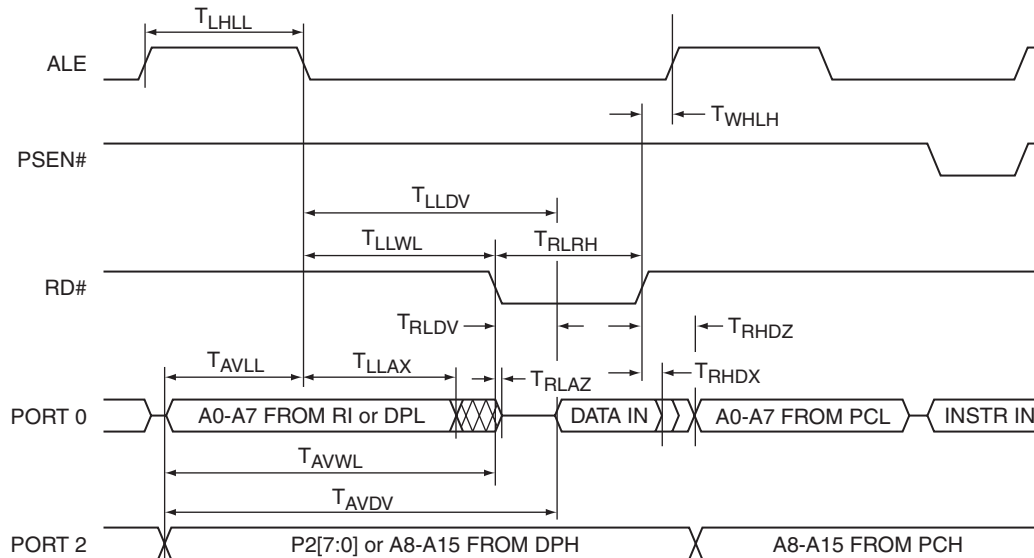 TLHLL
ALE
TWHLH
PSEN#
TLLDV
TLLWL
TRLRH
RD#
TRLDV
TRHDZ
TAVLL
TLLAX
TRLAZ
TRHDX
PORT 0
A0-A7 FROM RI or DPL
DATA IN
A0-A7 FROM PCL
INSTR IN
TAVWL
TAVDV
PORT 2
P2[7:0] or A8-A15 FROM DPH
A8-A15 FROM PCH